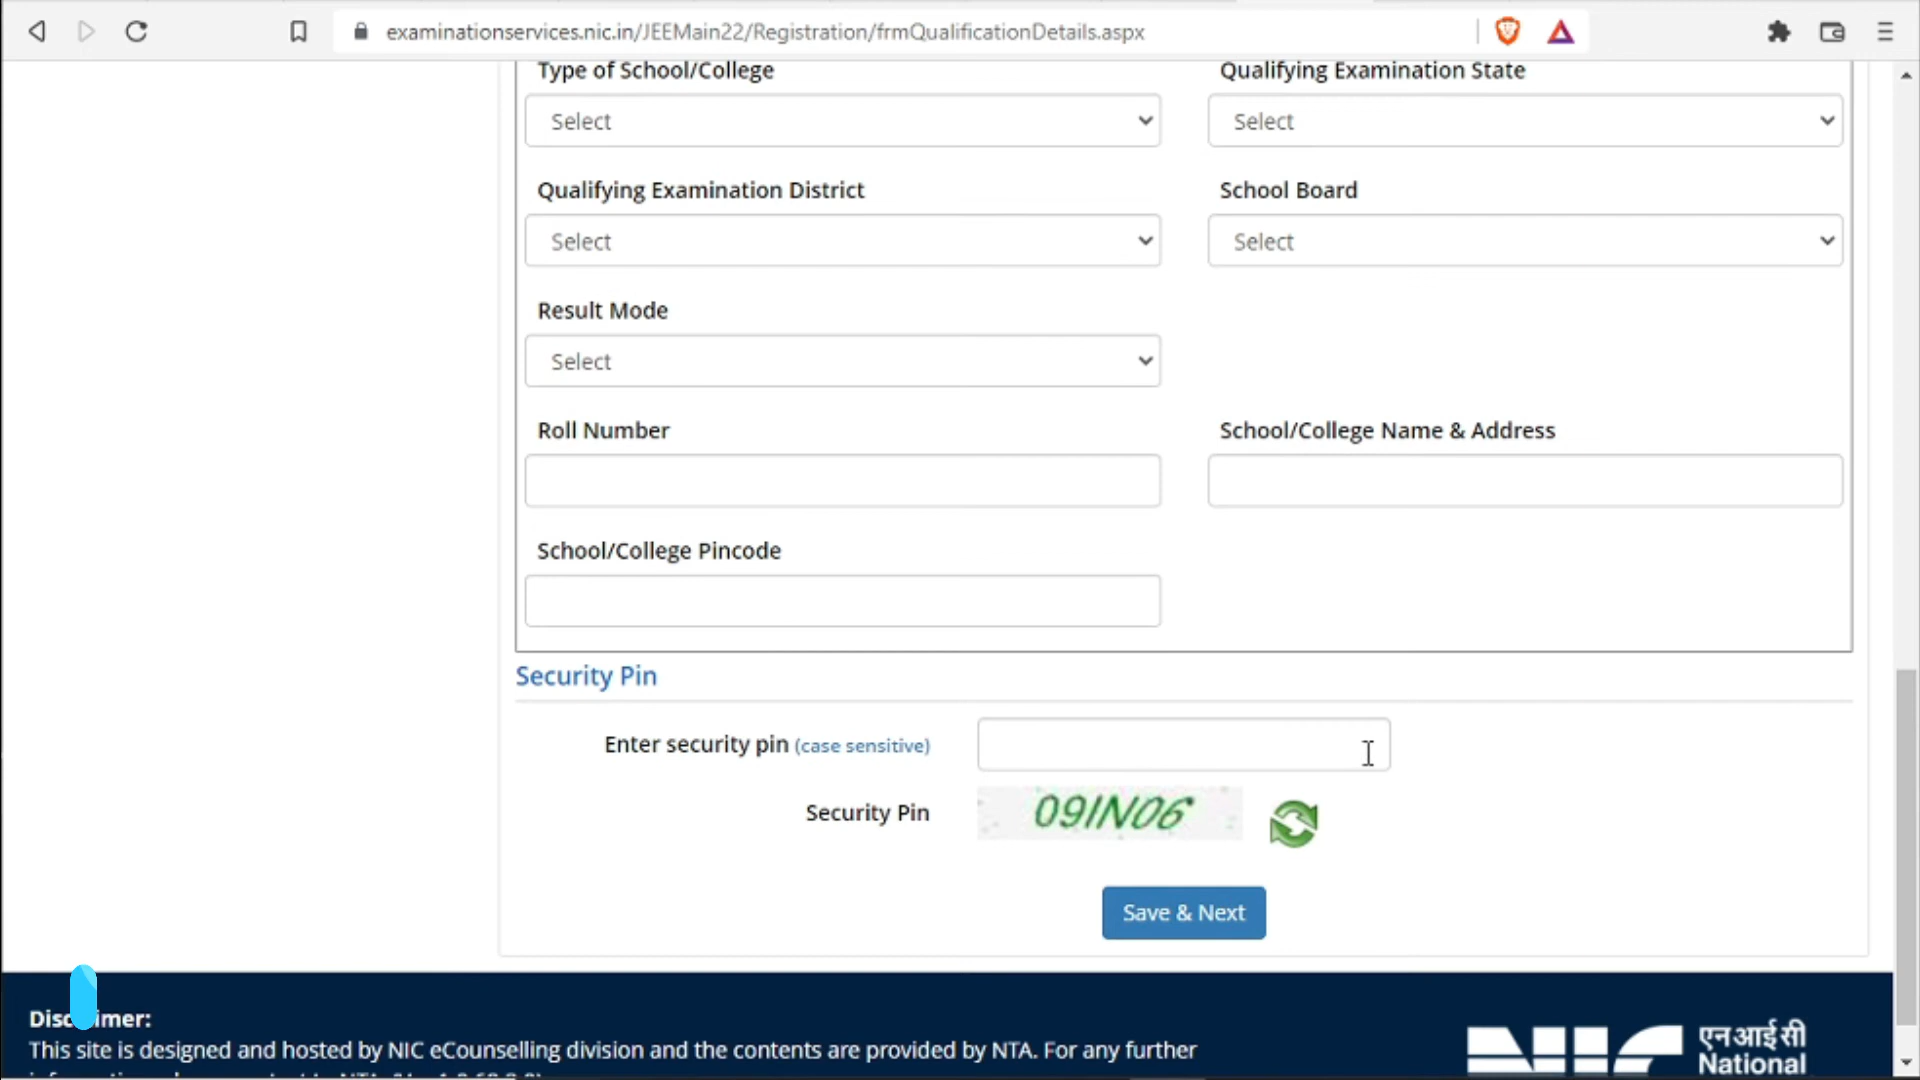 examinationservices.nic.in/JEEMain22/Registration/frmQualificationDetails.aspx
Type of School/College
Qualifying Examination State
Select
Select
Qualifying Examination District
School Board
Select
Select
Result Mode
Select
Roll Number
School/College Name & Address
School/College Pincode
Security Pin
Enter security pin (case sensitive)
Security Pin
09IN06
Save & Next
This site is designed and hosted by NIC eCounselling division and the contents are provided by NTA. For any further
एनआईसी
National